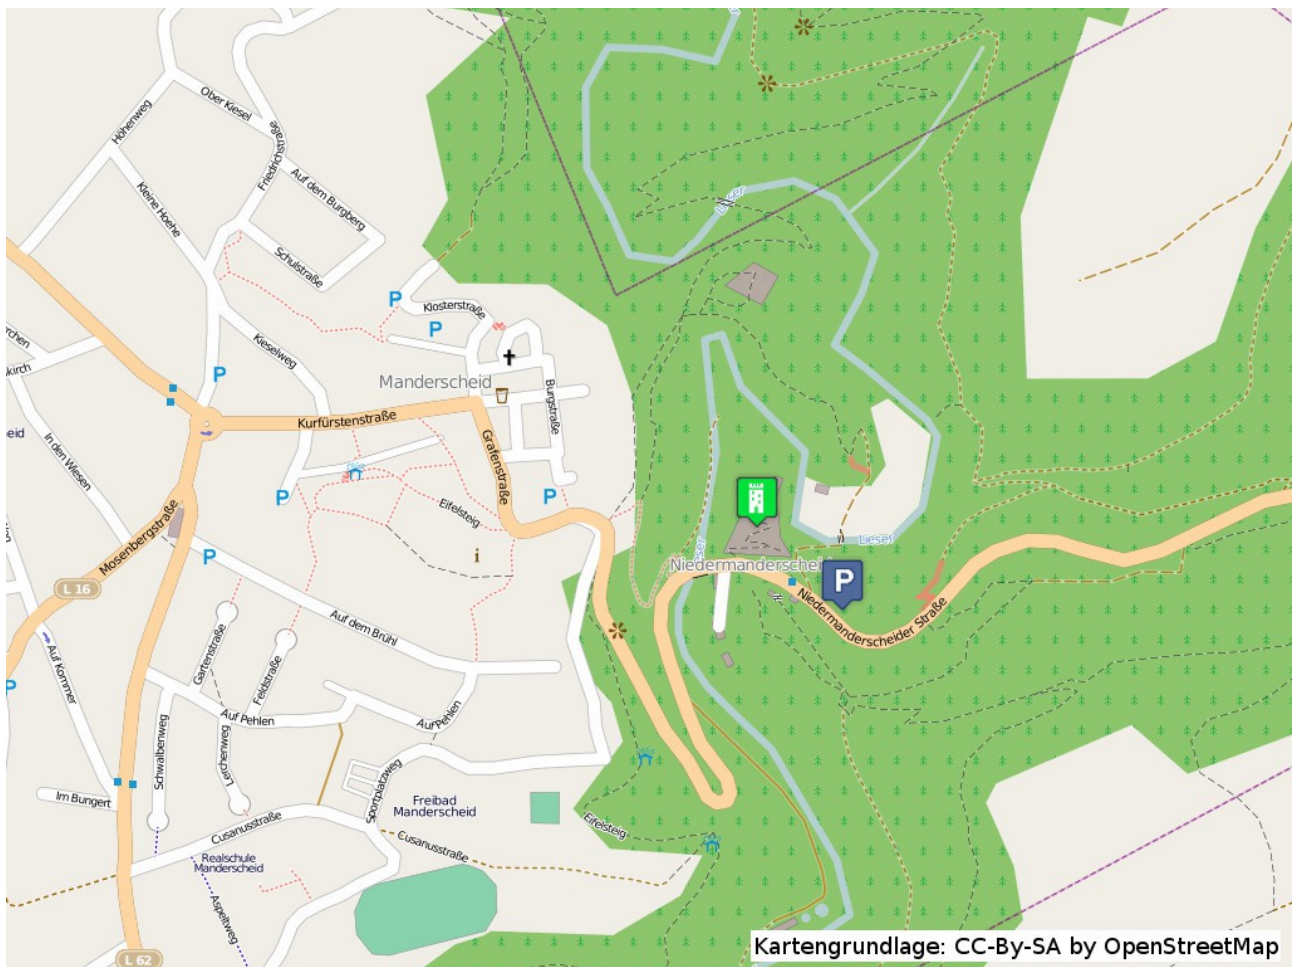 Ober Kiesel
Höhenweg
Friedrichstraße
Kleine Hoehe
Auf dem Burgberg
Schulstraße
Lieser
P
Klosterstraße
P
Kieselweg
P
Manderscheid
Burgstraße
Kurfürstenstraße
In den Wiesen
Grafenstraße
P
P
Eifelsteig
Mosenbergstraße
P
i
Lieser
Lieser
Niedermanderschei
P
L 16
Niedermanderscheider Straße
Auf dem Brühl
Gartenstraße
Feldstraße
Auf Kommer
P
Auf Pehlen
Auf Pehlen
Schwalbenweg
Lerchenweg
Sportplatzweg
Im Bungert
Freibad
Manderscheid
Eifelsteig
Cusanusstraße
Cusanusstraße
Realschule
Manderscheid
Aspeltweg
L 62
Kartengrundlage: CC-By-SA by OpenStreetMap